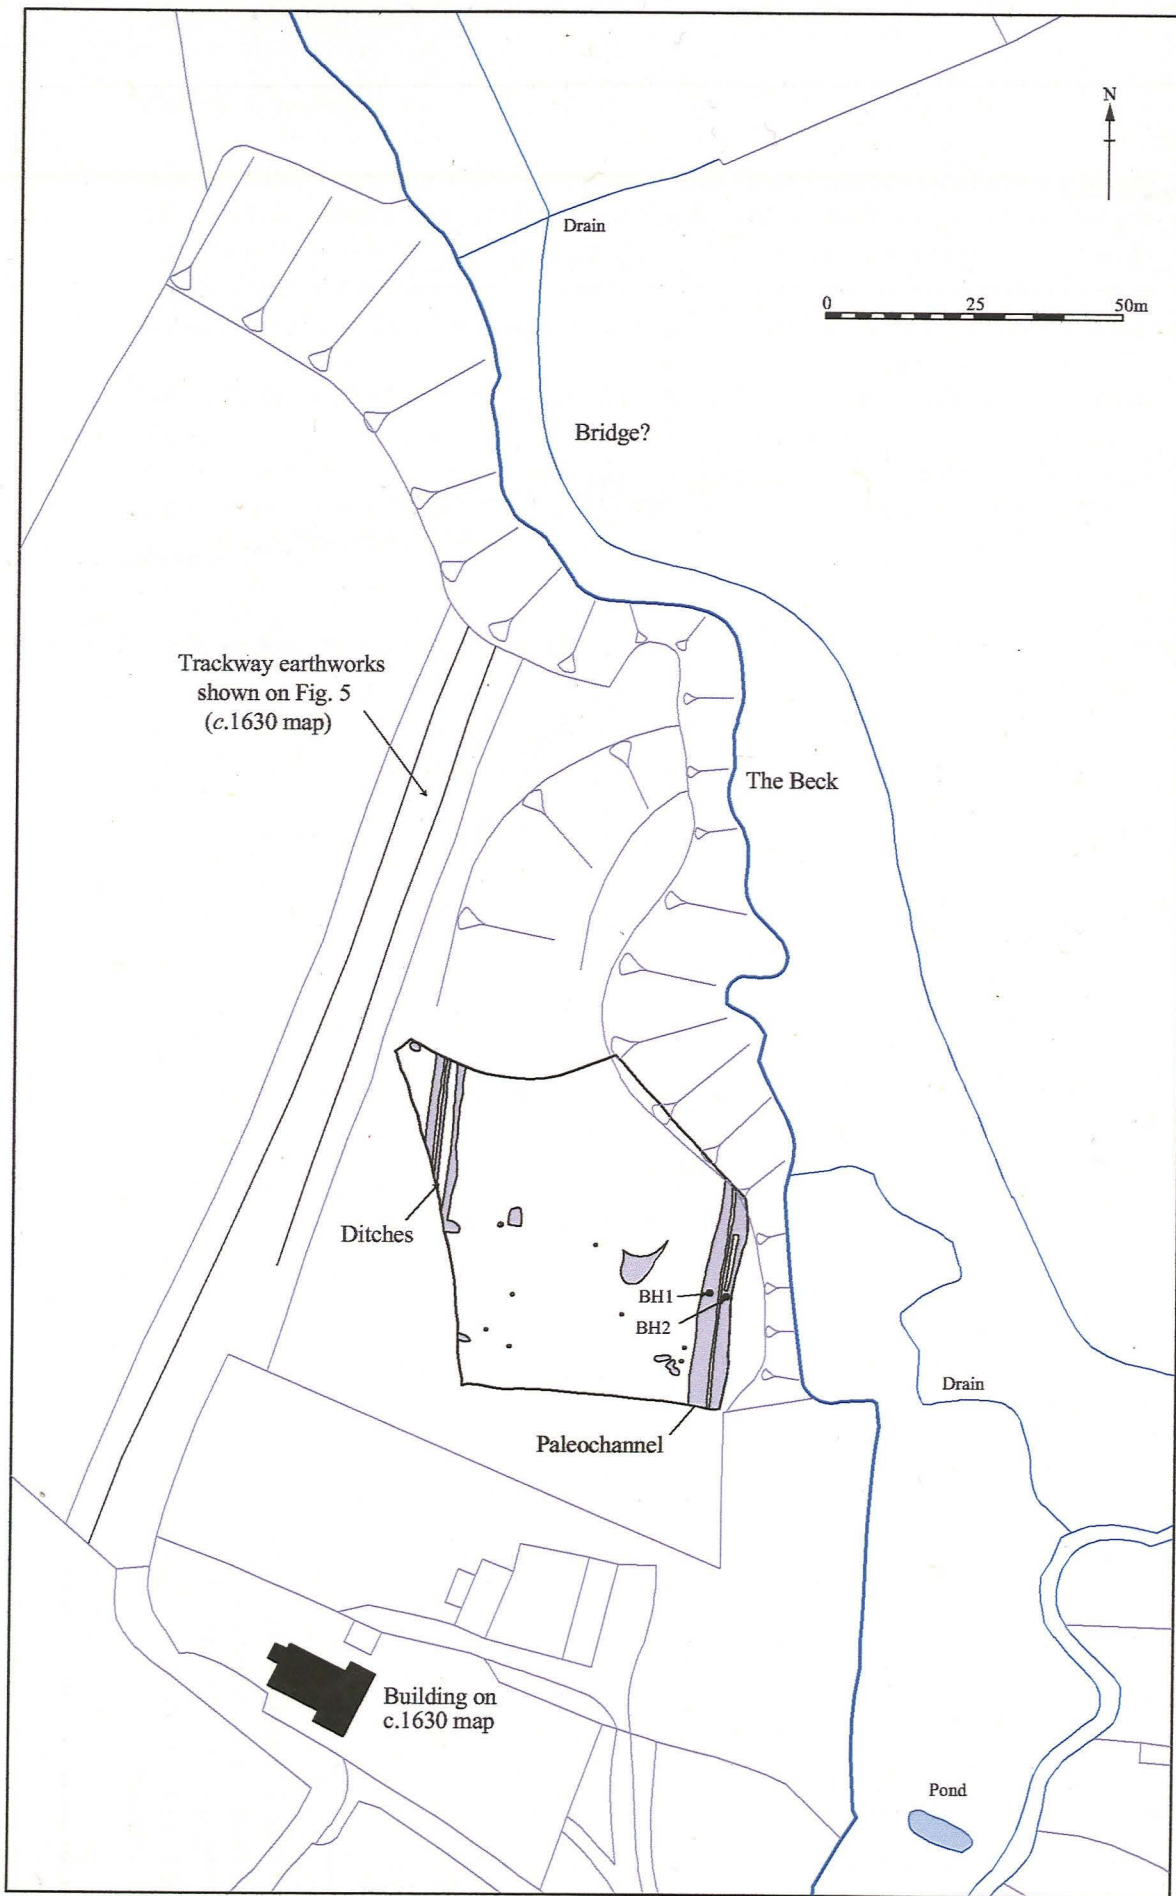 N
Drain
0 25 50m
Bridge?
Trackway earthworks
shown on Fig. 5
(c.1630 map)
The Beck
Ditches
BH1
BH2
Drain
Paleochannel
Building on
c.1630 map
Pond